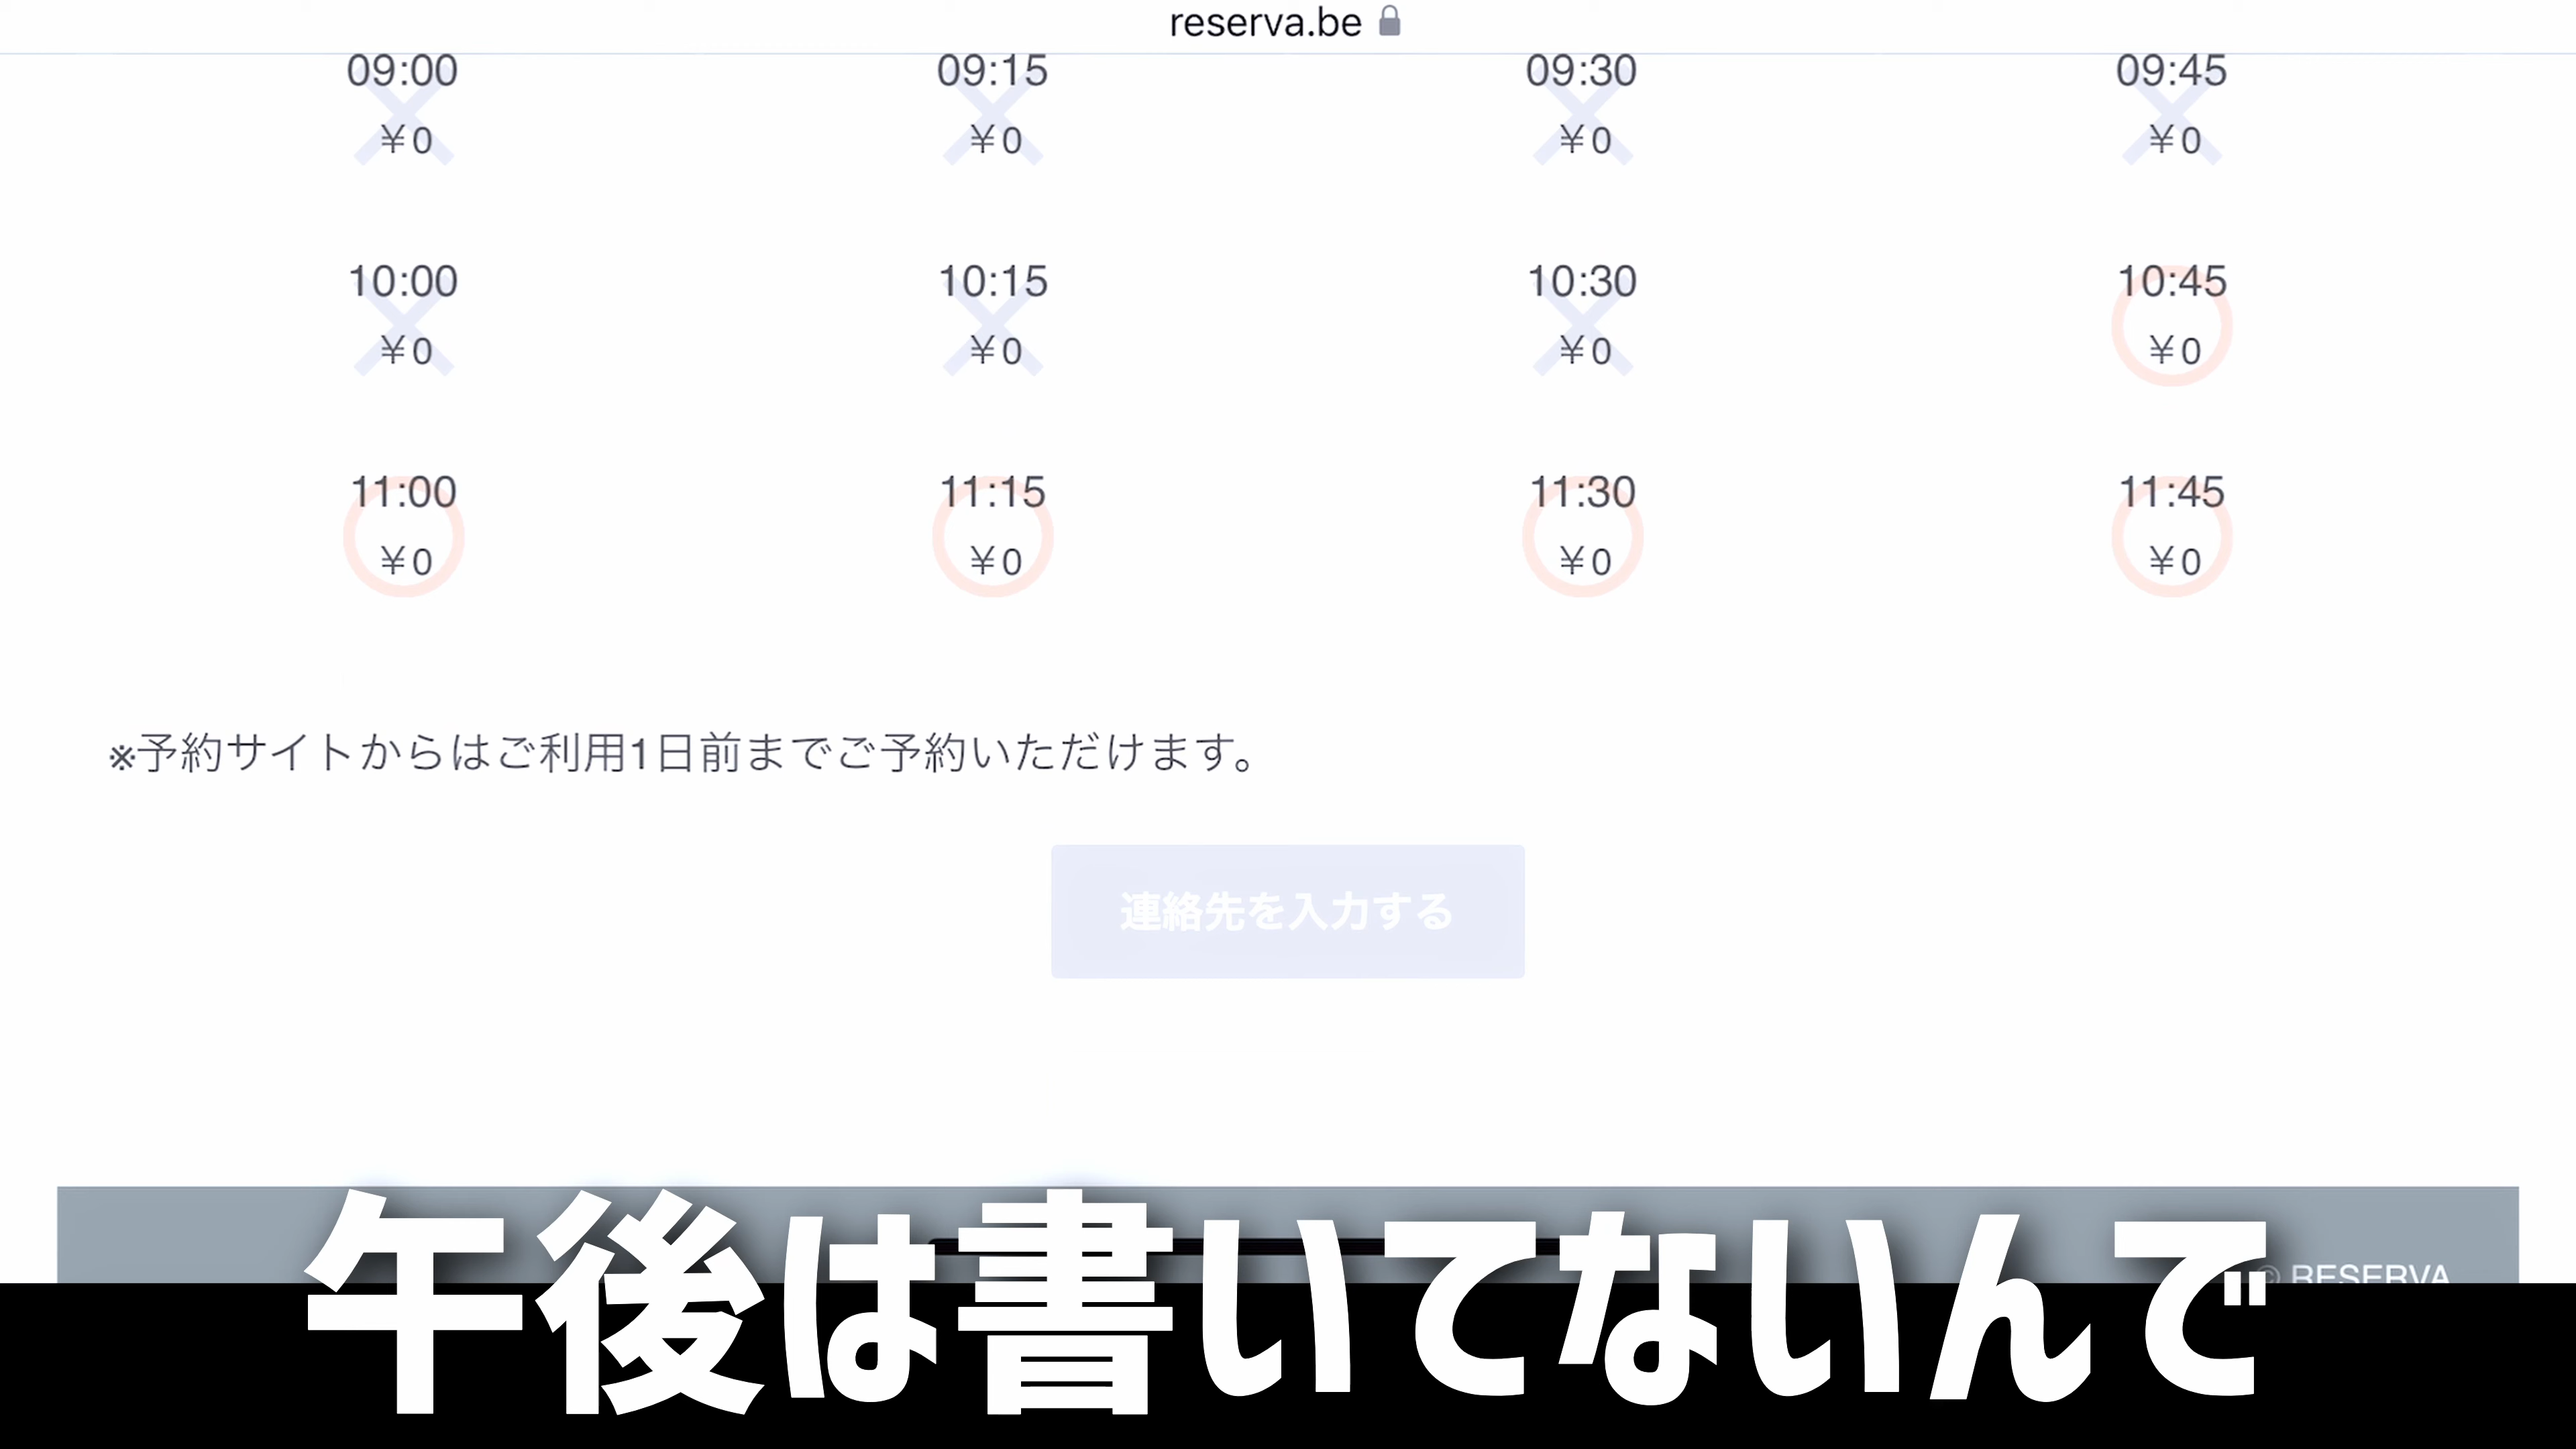 reserva.be
09:00 09:15 09:30 09:45
¥0 ¥0 ¥0 ¥0
10:00 10:15 10:30 10:45
¥0 ¥0 ¥0 ¥0
11:00 11:15 11:30 11:45
¥0 ¥0 ¥0 ¥0
※予約サイトからはご利用1日前までご予約いただけます。
連絡先を入力する
© RESERVA
午後は書いてないんで